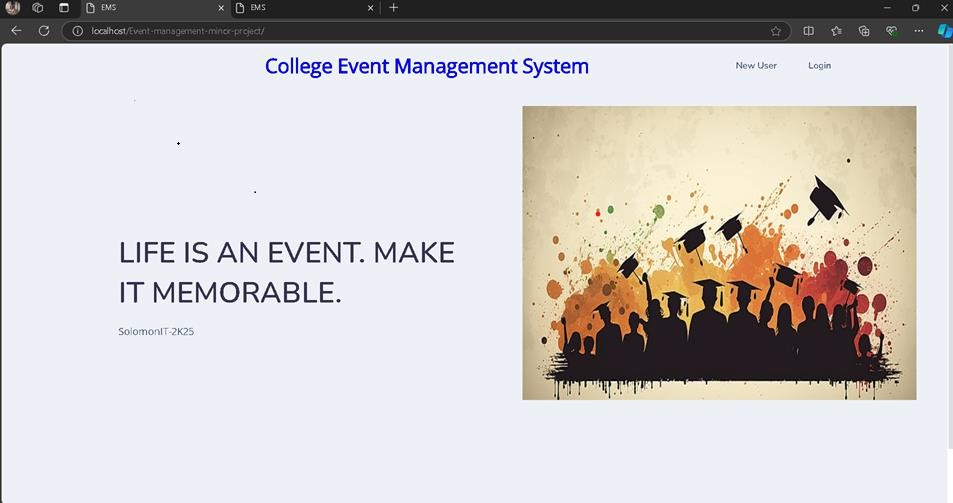 EMS
EMS
localhost/Event-management-minor-project/
College Event Management System
New User
Login
LIFE IS AN EVENT. MAKE
IT MEMORABLE.
SolomonIT-2K25